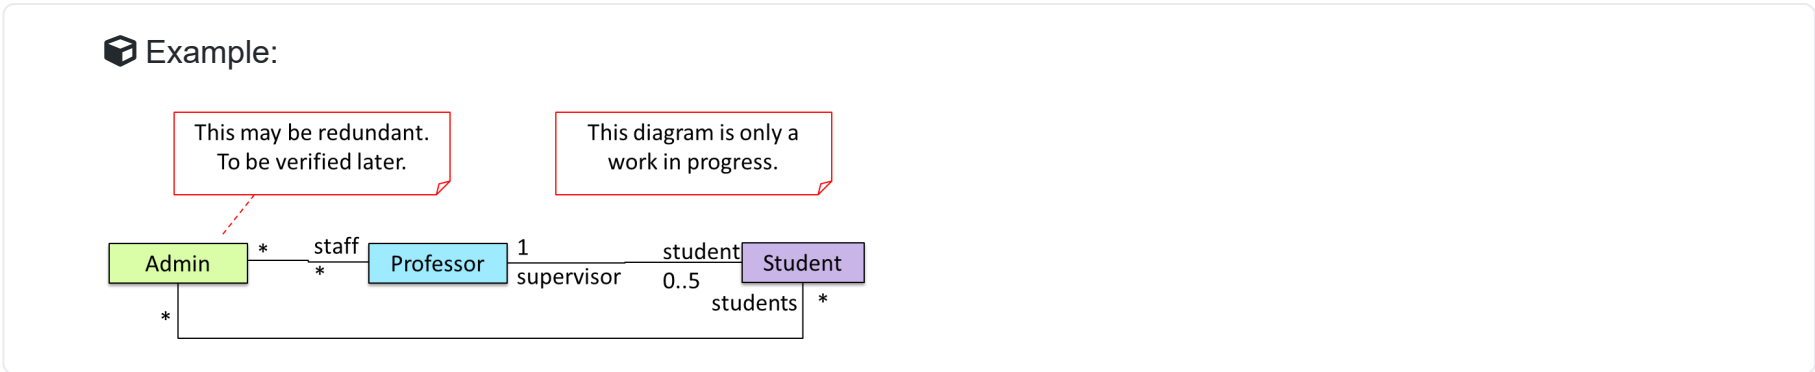 Example:
This may be redundant.
To be verified later.
This diagram is only a
work in progress.
Admin
*
staff
*
Professor
1
supervisor
student
0..5
Student
students
*
*